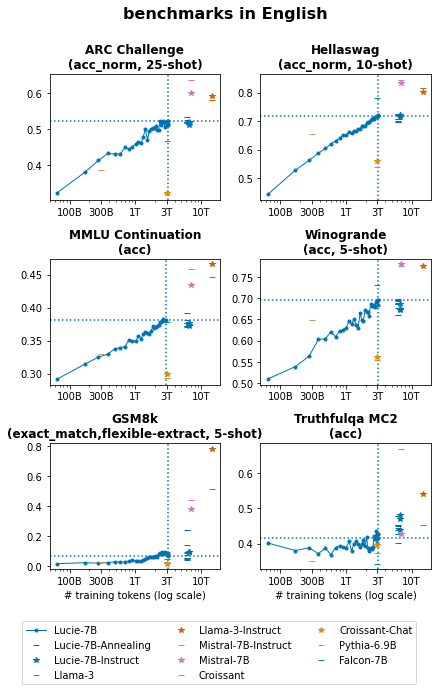 benchmarks in English
ARC Challenge
(acc_norm, 25-shot)
0.6
0.5
0.4
100B 300B 1T 3T 10T
Hellaswag
(acc_norm, 10-shot)
0.8
0.7
0.6
0.5
100B 300B 1T 3T 10T
MMLU Continuation
(acc)
0.45
0.40
0.35
0.30
100B 300B 1T 3T 10T
Winogrande
(acc, 5-shot)
0.75
0.70
0.65
0.60
0.55
0.50
100B 300B 1T 3T 10T
GSM8k
(exact_match,flexible-extract, 5-shot)
0.8
0.6
0.4
0.2
0.0
100B 300B 1T 3T 10T
# training tokens (log scale)
Truthfulqa MC2
(acc)
0.6
0.5
0.4
100B 300B 1T 3T 10T
# training tokens (log scale)
Lucie-7B
Lucie-7B-Annealing
Lucie-7B-Instruct
Llama-3
Llama-3-Instruct
Mistral-7B-Instruct
Mistral-7B
Croissant
Croissant-Chat
Pythia-6.9B
Falcon-7B